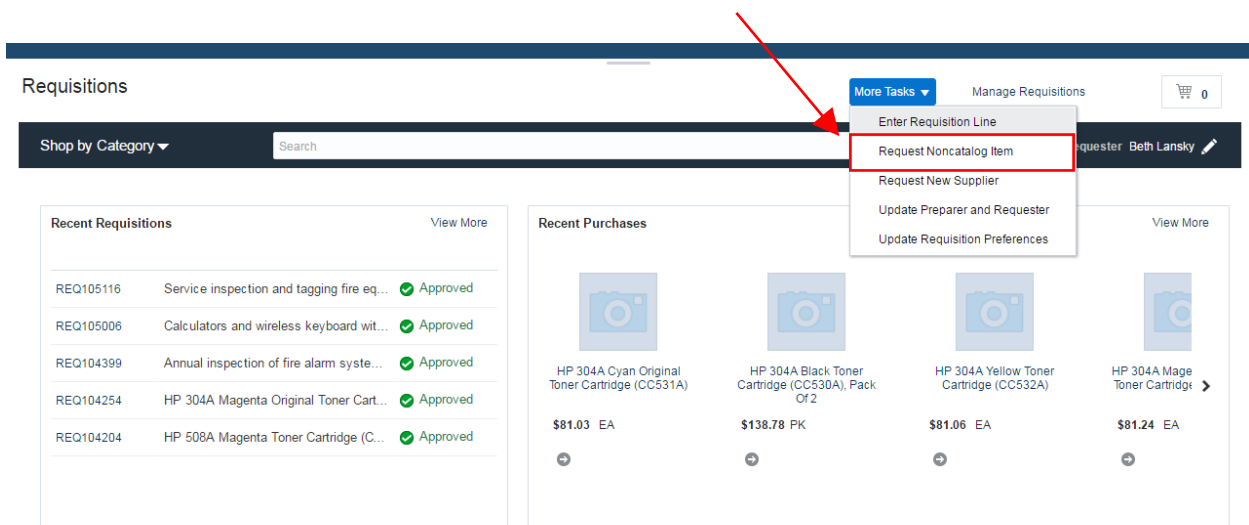 Requisitions
More Tasks
Manage Requisitions
0
Enter Requisition Line
Request Noncatalog Item
Request New Supplier
Update Preparer and Requester
Update Requisition Preferences
Shop by Category
Search
equester Beth Lansky
Recent Requisitions
View More
REQ105116 Service inspection and tagging fire eq... Approved
REQ105006 Calculators and wireless keyboard wit... Approved
REQ104399 Annual inspection of fire alarm syste... Approved
REQ104254 HP 304A Magenta Original Toner Cart... Approved
REQ104204 HP 508A Magenta Toner Cartridge (C... Approved
Recent Purchases
View More
HP 304A Cyan Original
Toner Cartridge (CC531A)
$81.03 EA
HP 304A Black Toner
Cartridge (CC530A), Pack
Of 2
$138.78 PK
HP 304A Yellow Toner
Cartridge (CC532A)
$81.06 EA
HP 304A Mage
Toner Cartridge
$81.24 EA